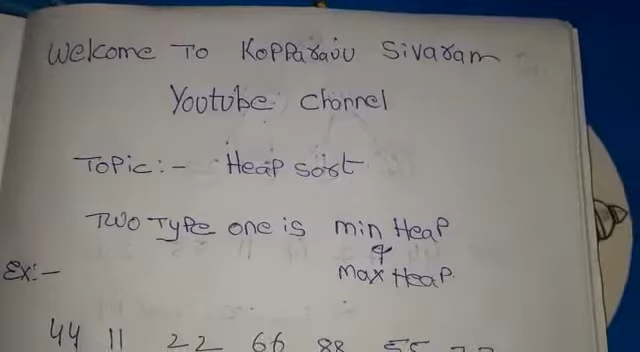 Welcome To Kopparavu Sivaram
Youtube Channel
Topic:- Heap sort
Two Type one is min Heap
&
max Heap.
Ex:-
44 11 22 66 88 55